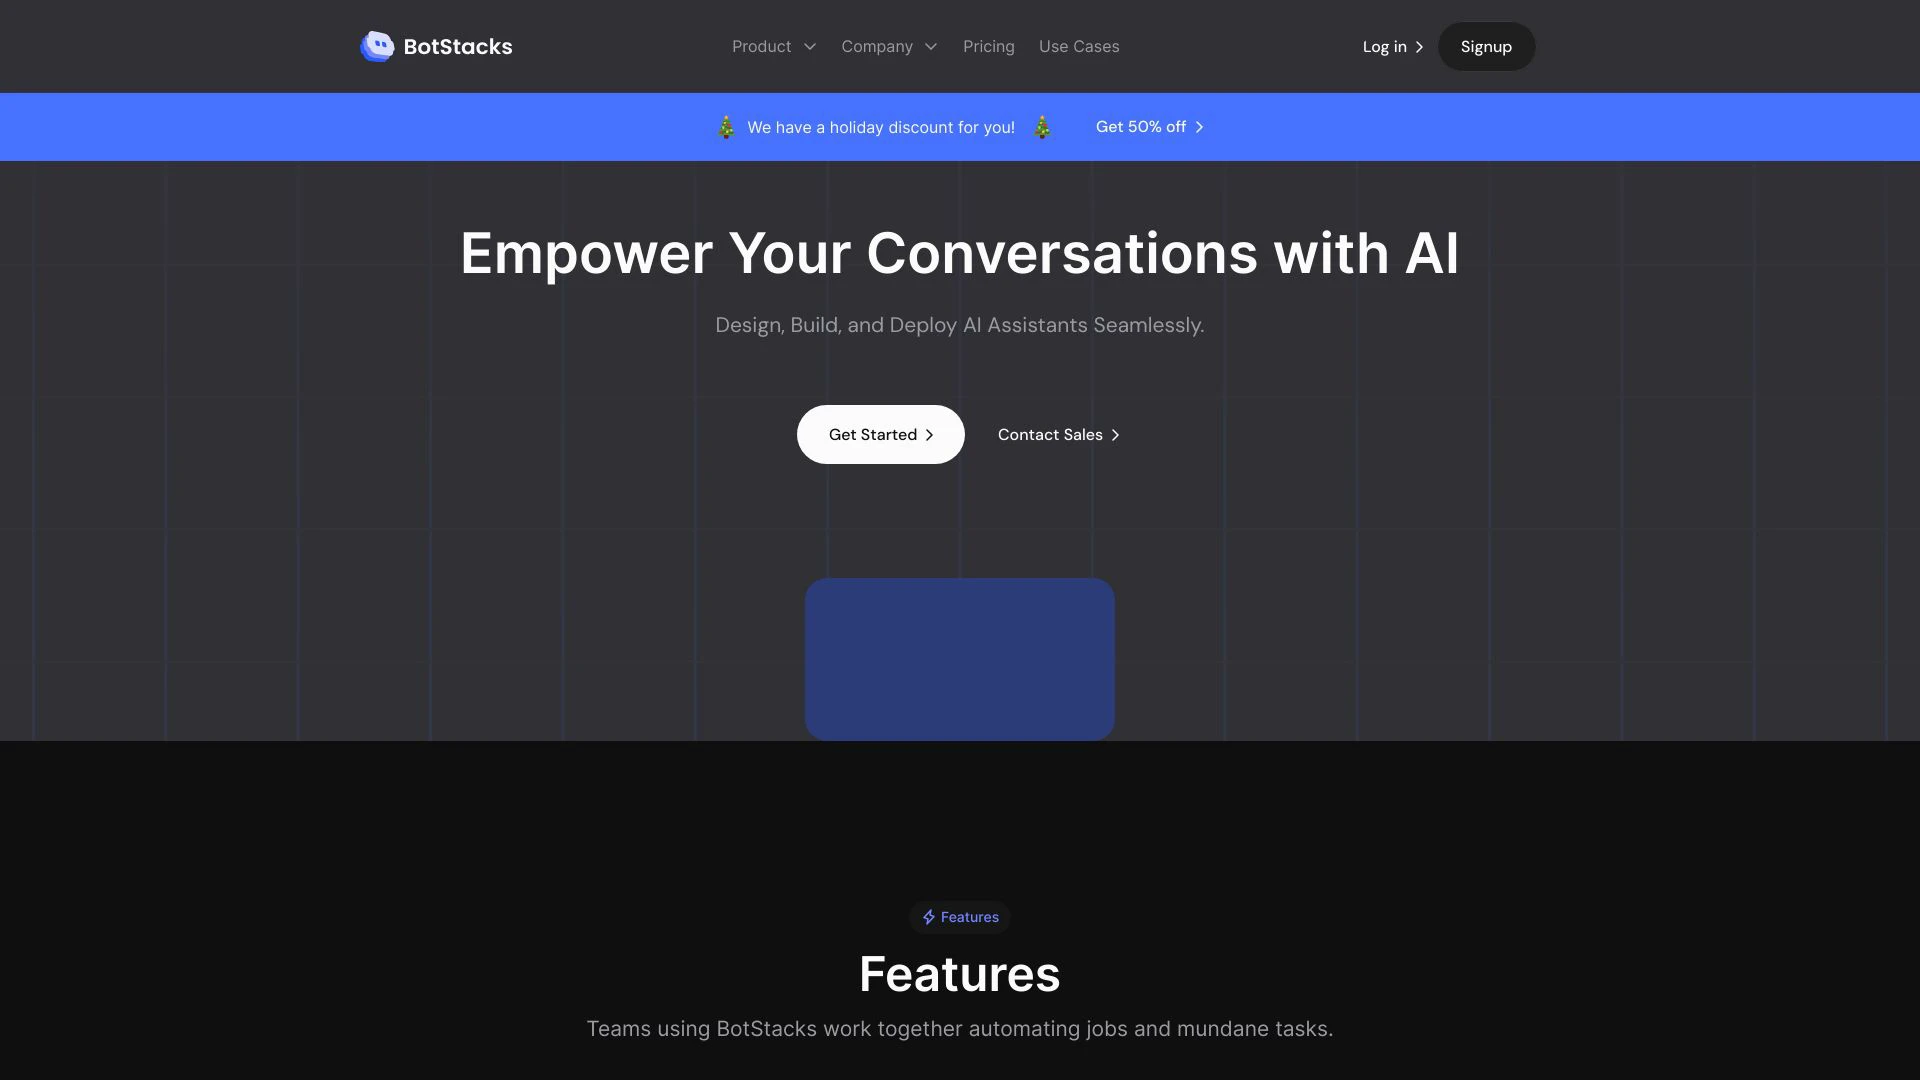 BotStacks
Product
Company
Pricing
Use Cases
Log in
Signup
We have a holiday discount for you!
Get 50% off
Empower Your Conversations with AI
Design, Build, and Deploy AI Assistants Seamlessly.
Get Started
Contact Sales
Features
Features
Teams using BotStacks work together automating jobs and mundane tasks.